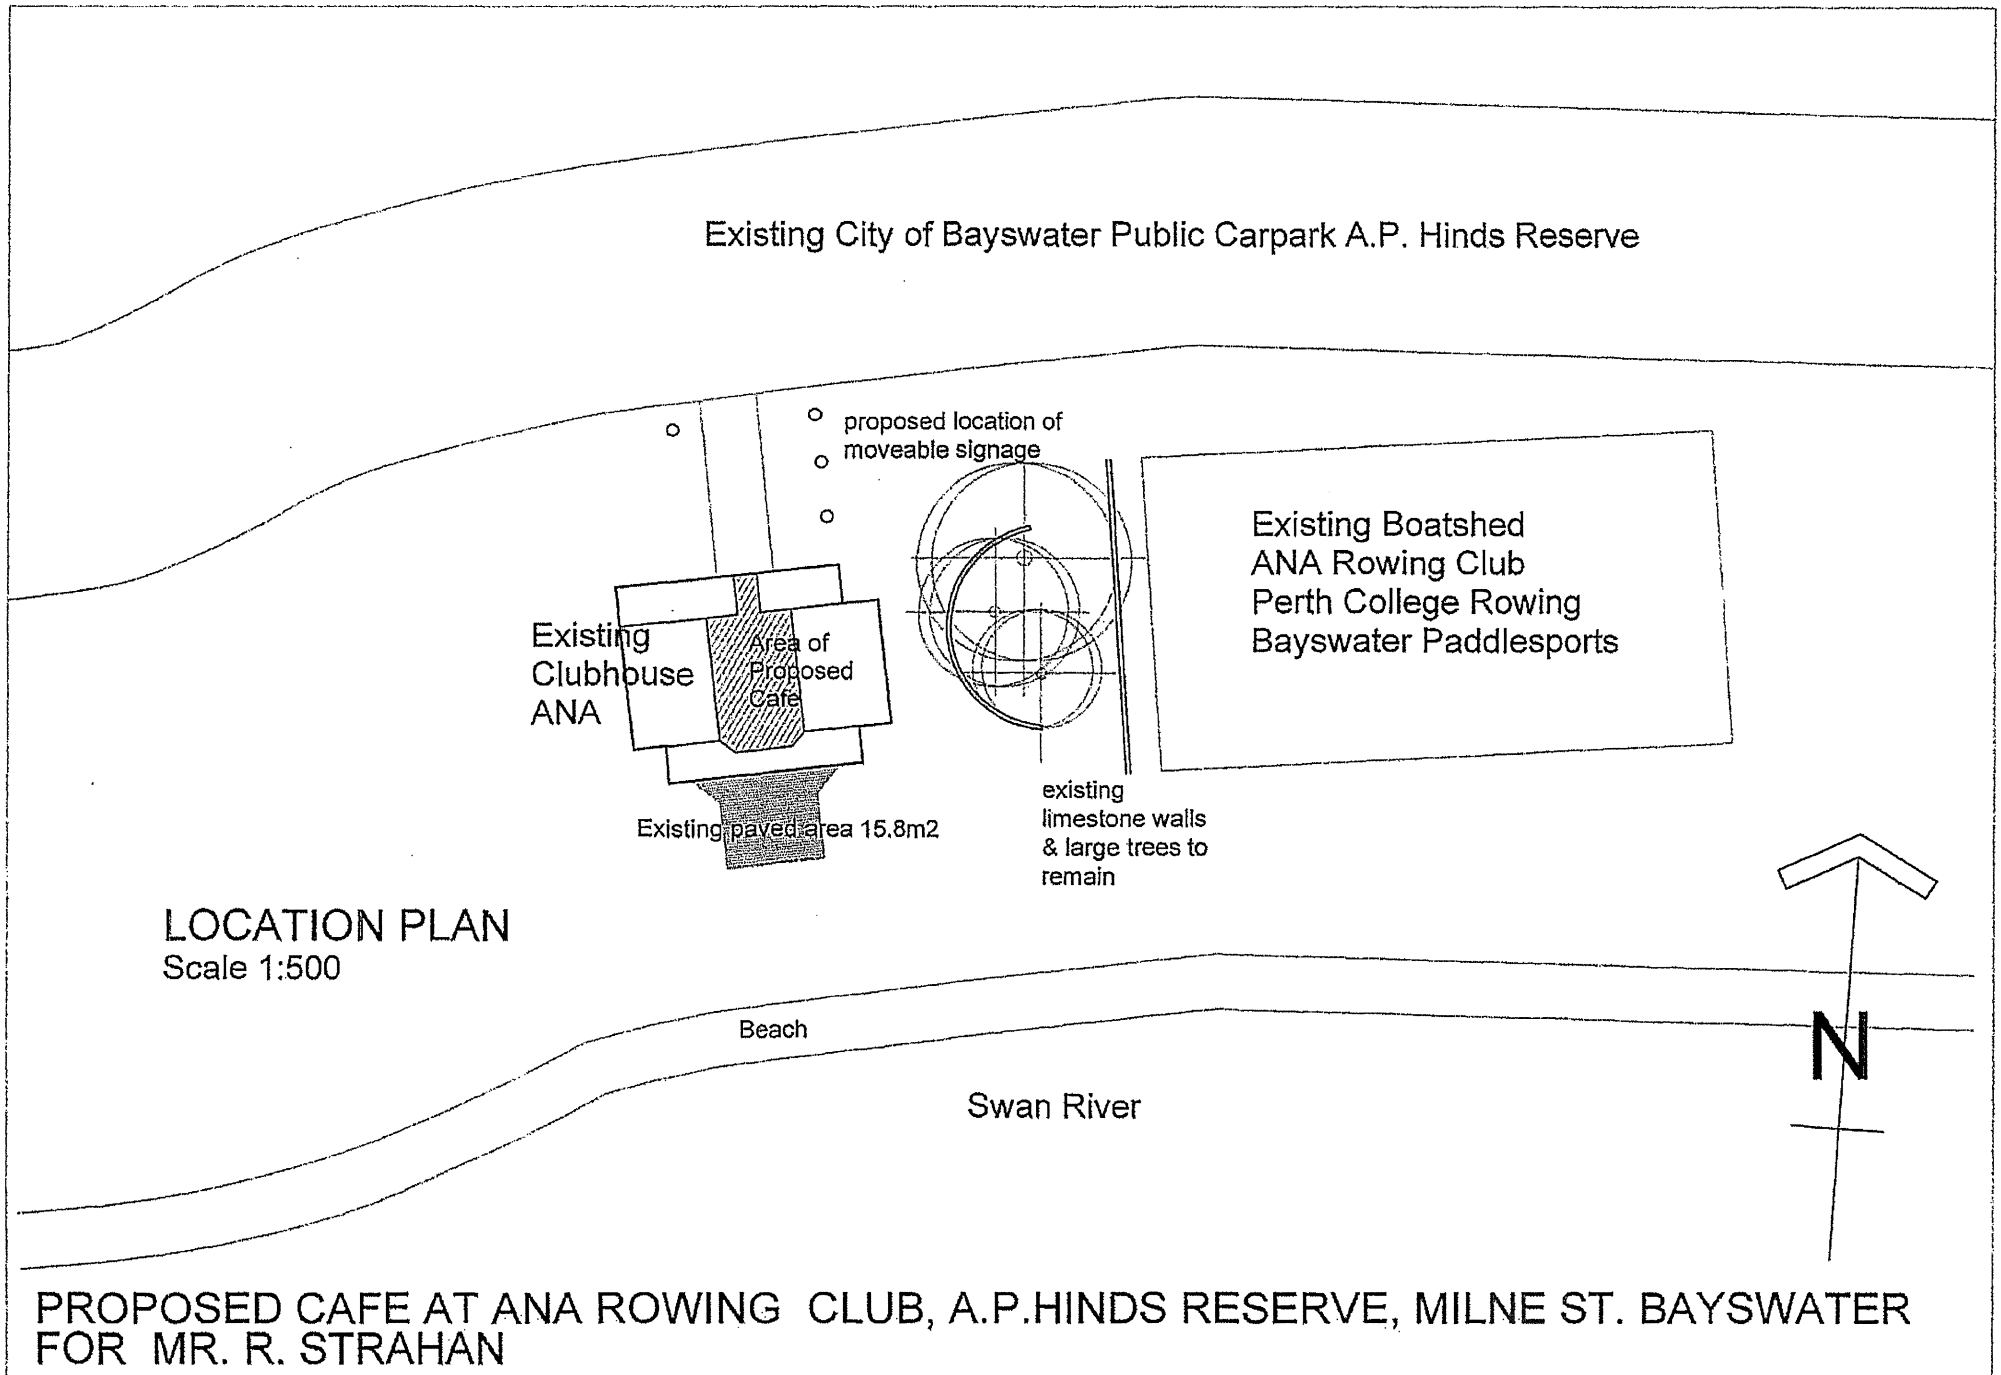 Existing City of Bayswater Public Carpark A.P. Hinds Reserve
proposed location of
moveable signage
Existing Boatshed
ANA Rowing Club
Perth College Rowing
Bayswater Paddlesports
Existing
Clubhouse
ANA
Area of
Proposed
Cafe
Existing paved area 15.8m2
existing
limestone walls
& large trees to
remain
LOCATION PLAN
Scale 1:500
Beach
Swan River
N
PROPOSED CAFE AT ANA ROWING CLUB, A.P.HINDS RESERVE, MILNE ST. BAYSWATER
FOR MR. R. STRAHAN